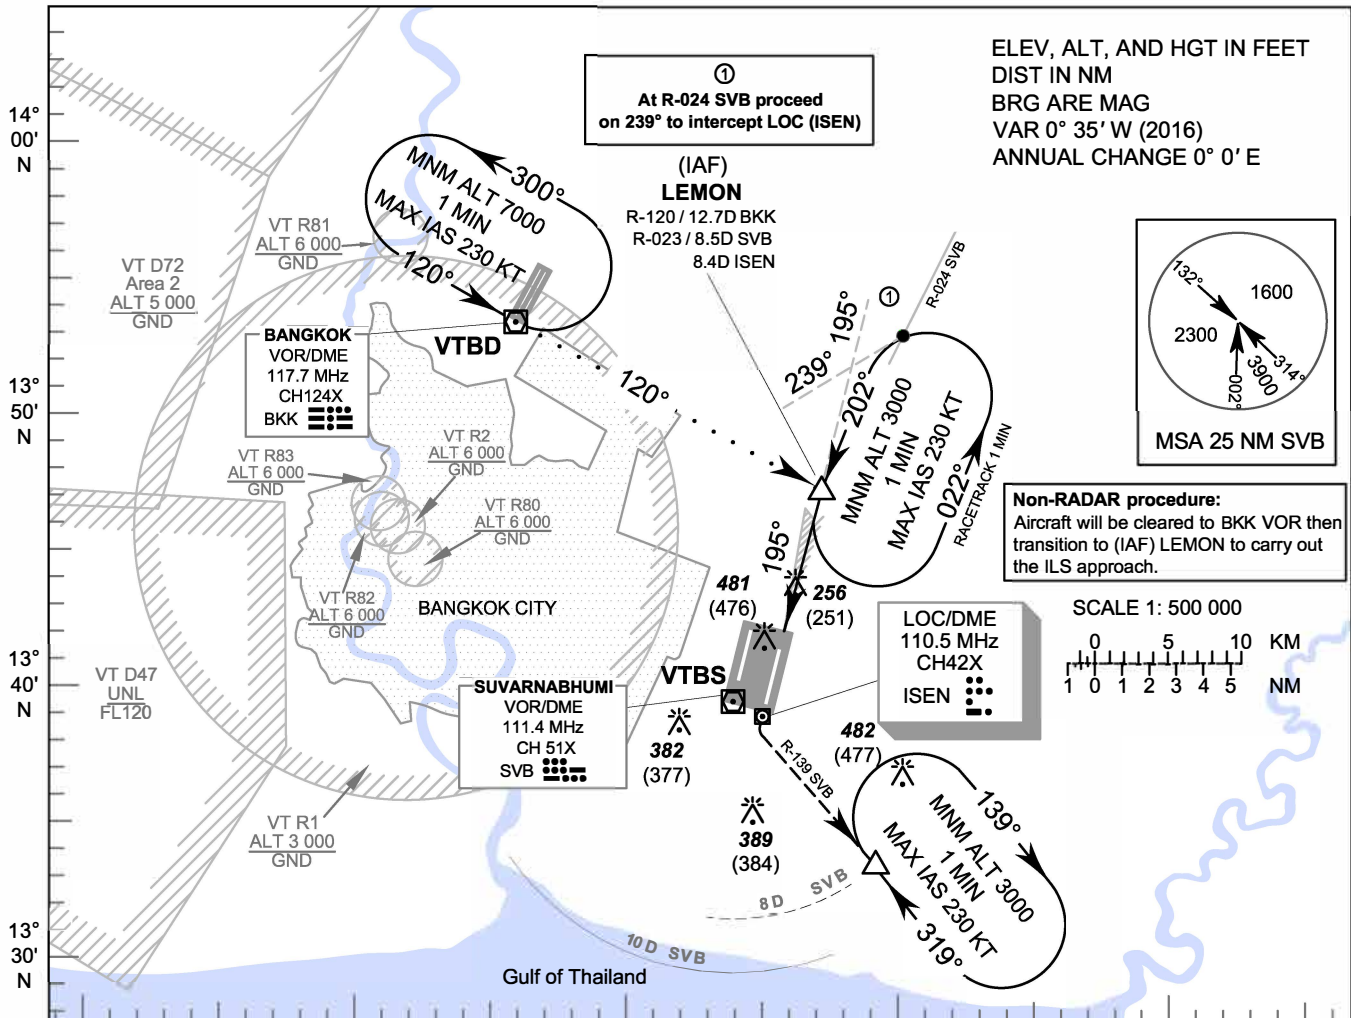 ELEV, ALT, AND HGT IN FEET
DIST IN NM
BRG ARE MAG
VAR 0° 35′ W (2016)
ANNUAL CHANGE 0° 0′ E
①
At R-024 SVB proceed
on 239° to intercept LOC (ISEN)
(IAF)
LEMON
R-120 / 12.7D BKK
R-023 / 8.5D SVB
8.4D ISEN
14°
00'
N
13°
50'
N
13°
40'
N
13°
30'
N
300°
MNM ALT 7000
1 MIN
MAX IAS 230 KT
120°
VT R81
ALT 6 000
GND
VT D72
Area 2
ALT 5 000
GND
BANGKOK
VOR/DME
117.7 MHz
CH124X
BKK
VTBD
120°
239°
195°
①
R-024 SVB
202°
MNM ALT 3000
1 MIN
MAX IAS 230 KT
022°
RACETRACK 1 MIN
132°
1600
2300
314°
3900
002°
MSA 25 NM SVB
Non-RADAR procedure:
Aircraft will be cleared to BKK VOR then
transition to (IAF) LEMON to carry out
the ILS approach.
VT R2
ALT 6 000
GND
VT R83
ALT 6 000
GND
VT R80
ALT 6 000
GND
VT R82
ALT 6 000
GND
BANGKOK CITY
195°
481
(476)
256
(251)
SCALE 1: 500 000
0 5 10 KM
1 0 1 2 3 4 5 NM
LOC/DME
110.5 MHz
CH42X
ISEN
VTBS
VT D47
UNL
FL120
SUVARNABHUMI
VOR/DME
111.4 MHz
CH 51X
SVB
382
(377)
R-139 SVB
482
(477)
389
(384)
139°
MNM ALT 3000
1 MIN
MAX IAS 230 KT
319°
VT R1
ALT 3 000
GND
8 D SVB
10 D SVB
Gulf of Thailand